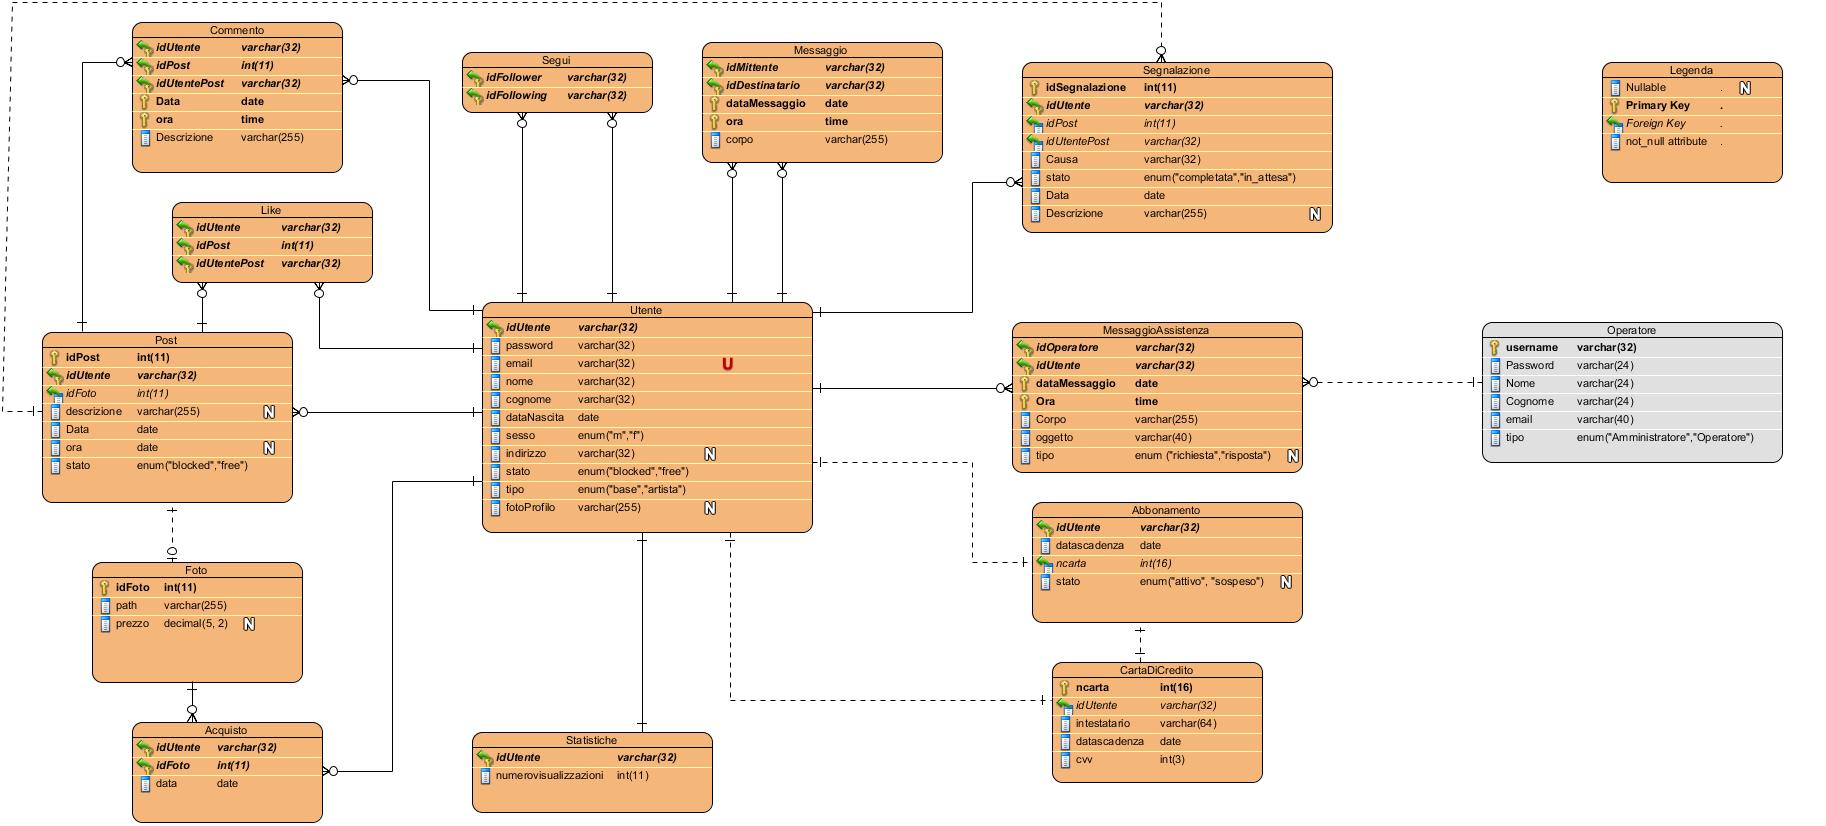 Commento
idUtente varchar(32)
idPost int(11)
idUtentePost varchar(32)
Data date
ora time
Descrizione varchar(255)
Segui
idFollower varchar(32)
idFollowing varchar(32)
Messaggio
idMittente varchar(32)
idDestinatario varchar(32)
dataMessaggio date
ora time
corpo varchar(255)
Segnalazione
idSegnalazione int(11)
idUtente varchar(32)
idPost int(11)
idUtentePost varchar(32)
Causa varchar(32)
stato enum("completata","in_attesa")
Data date
Descrizione varchar(255) N
Legenda
Nullable . N
Primary Key .
Foreign Key .
not_null attribute .
Like
idUtente varchar(32)
idPost int(11)
idUtentePost varchar(32)
Post
idPost int(11)
idUtente varchar(32)
idFoto int(11)
descrizione varchar(255) N
Data date
ora date N
stato enum("blocked","free")
Utente
idUtente varchar(32)
password varchar(32)
email varchar(32) U
nome varchar(32)
cognome varchar(32)
dataNascita date
sesso enum("m","f")
indirizzo varchar(32) N
stato enum("blocked","free")
tipo enum("base","artista")
fotoProfilo varchar(255) N
MessaggioAssistenza
idOperatore varchar(32)
idUtente varchar(32)
dataMessaggio date
Ora time
Corpo varchar(255)
oggetto varchar(40)
tipo enum ("richiesta","risposta") N
Operatore
username varchar(32)
Password varchar(24)
Nome varchar(24)
Cognome varchar(24)
email varchar(40)
tipo enum("Amministratore","Operatore")
Abbonamento
idUtente varchar(32)
datascadenza date
ncarta int(16)
stato enum("attivo", "sospeso") N
Foto
idFoto int(11)
path varchar(255)
prezzo decimal(5, 2) N
CartaDiCredito
ncarta int(16)
idUtente varchar(32)
intestatario varchar(64)
datascadenza date
cvv int(3)
Acquisto
idUtente varchar(32)
idFoto int(11)
data date
Statistiche
idUtente varchar(32)
numerovisualizzazioni int(11)